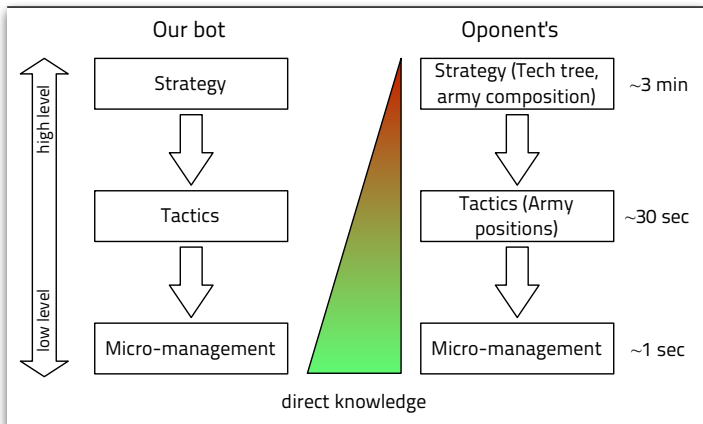 Our bot
Oponent's
high level
low level
Strategy
Strategy (Tech tree,
army composition)
~3 min
Tactics
Tactics (Army
positions)
~30 sec
Micro-management
Micro-management
~1 sec
direct knowledge